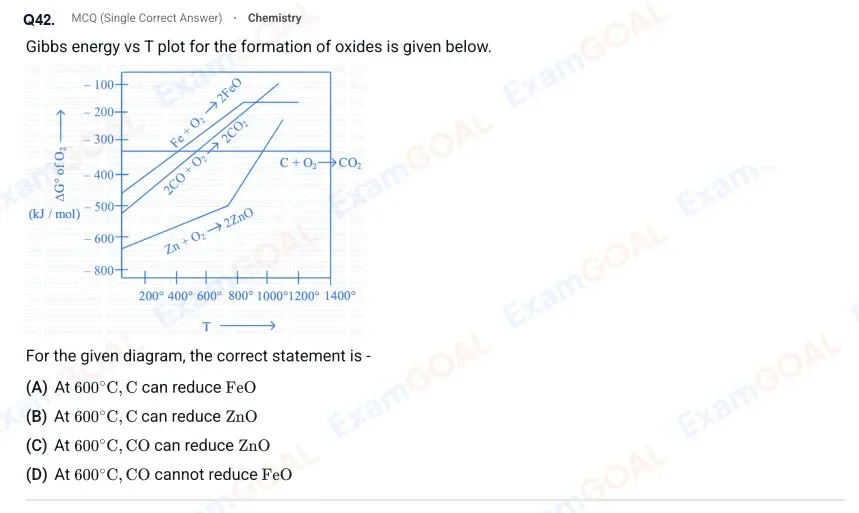 Q42. MCQ (Single Correct Answer) · Chemistry
Gibbs energy vs T plot for the formation of oxides is given below.
– 100
– 200
– 300
– 400
– 500
– 600
– 800
ΔG° of O₂
(kJ / mol)
Fe + O₂ → 2FeO
2CO + O₂ → 2CO₂
C + O₂ → CO₂
Zn + O₂ → 2ZnO
200° 400° 600° 800° 1000° 1200° 1400°
T
For the given diagram, the correct statement is -
(A) At 600°C, C can reduce FeO
(B) At 600°C, C can reduce ZnO
(C) At 600°C, CO can reduce ZnO
(D) At 600°C, CO cannot reduce FeO
ExamGOAL